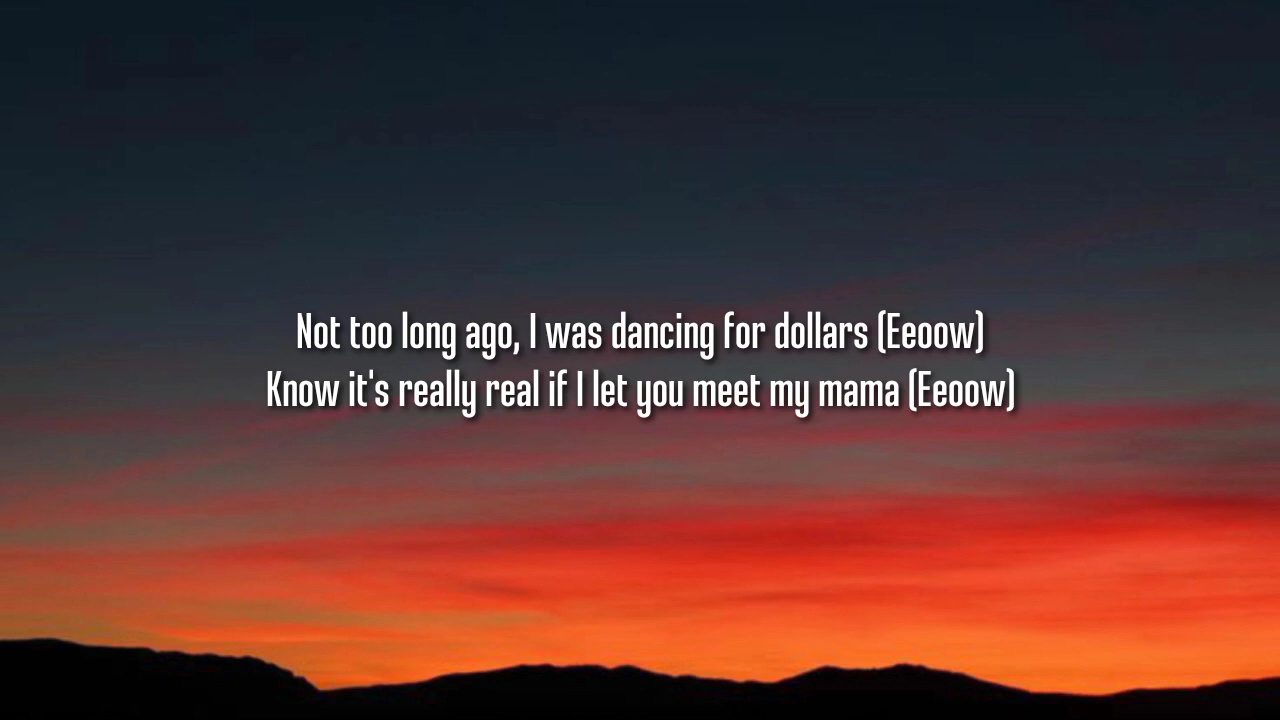 Not too long ago, I was dancing for dollars (Eeoow)
Know it's really real if I let you meet my mama (Eeoow)